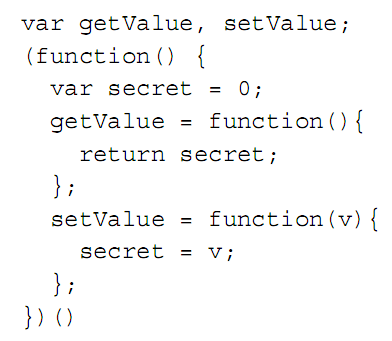 var getValue, setValue;
(function() {
  var secret = 0;
  getValue = function(){
    return secret;
  };
  setValue = function(v){
    secret = v;
  };
})()